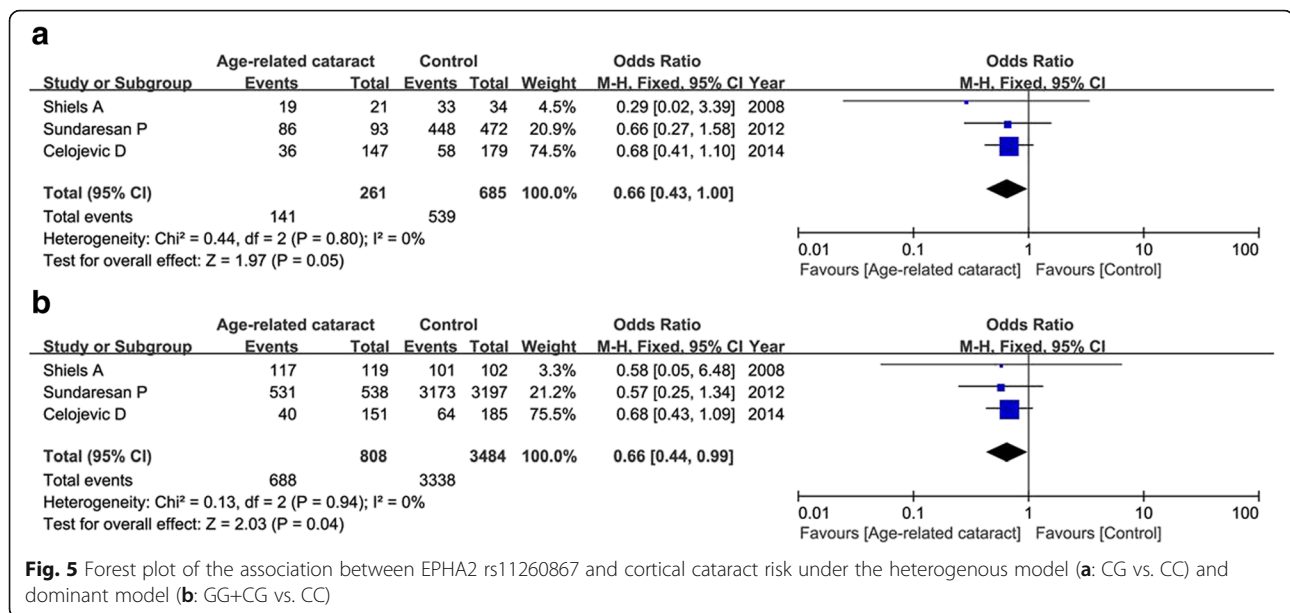 a
Age-related cataract Control Odds Ratio Odds Ratio
Study or Subgroup Events Total Events Total Weight M-H, Fixed, 95% CI Year M-H, Fixed, 95% CI
Shiels A 19 21 33 34 4.5% 0.29 [0.02, 3.39] 2008
Sundaresan P 86 93 448 472 20.9% 0.66 [0.27, 1.58] 2012
Celojevic D 36 147 58 179 74.5% 0.68 [0.41, 1.10] 2014
Total (95% CI) 261 685 100.0% 0.66 [0.43, 1.00]
Total events 141 539
Heterogeneity: Chi² = 0.44, df = 2 (P = 0.80); I² = 0%
Test for overall effect: Z = 1.97 (P = 0.05)
0.01 0.1 1 10 100
Favours [Age-related cataract] Favours [Control]
b
Age-related cataract Control Odds Ratio Odds Ratio
Study or Subgroup Events Total Events Total Weight M-H, Fixed, 95% CI Year M-H, Fixed, 95% CI
Shiels A 117 119 101 102 3.3% 0.58 [0.05, 6.48] 2008
Sundaresan P 531 538 3173 3197 21.2% 0.57 [0.25, 1.34] 2012
Celojevic D 40 151 64 185 75.5% 0.68 [0.43, 1.09] 2014
Total (95% CI) 808 3484 100.0% 0.66 [0.44, 0.99]
Total events 688 3338
Heterogeneity: Chi² = 0.13, df = 2 (P = 0.94); I² = 0%
Test for overall effect: Z = 2.03 (P = 0.04)
0.01 0.1 1 10 100
Favours [Age-related cataract] Favours [Control]
Fig. 5 Forest plot of the association between EPHA2 rs11260867 and cortical cataract risk under the heterogenous model (a: CG vs. CC) and
dominant model (b: GG+CG vs. CC)